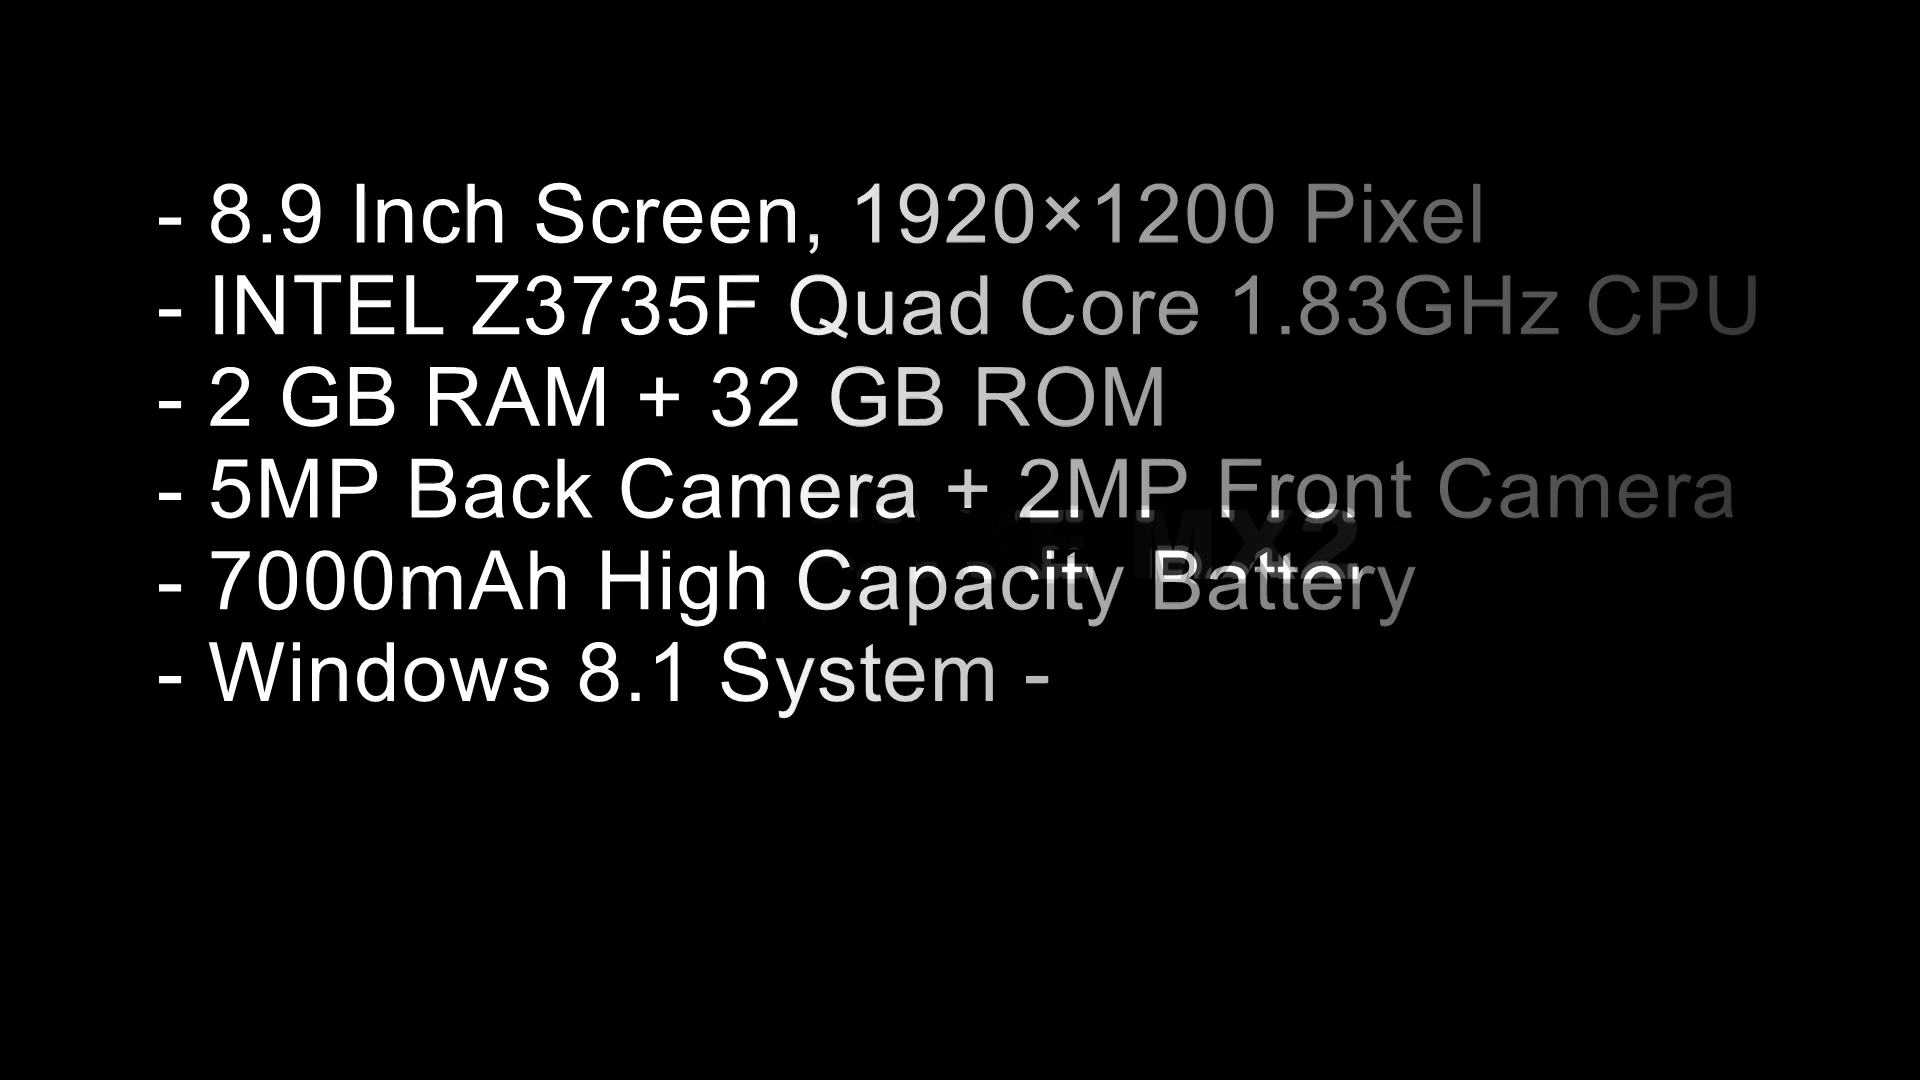 - 8.9 Inch Screen, 1920×1200 Pixel
- INTEL Z3735F Quad Core 1.83GHz CPU
- 2 GB RAM + 32 GB ROM
- 5MP Back Camera + 2MP Front Camera
MX2
- 7000mAh High Capacity Battery
- Windows 8.1 System -